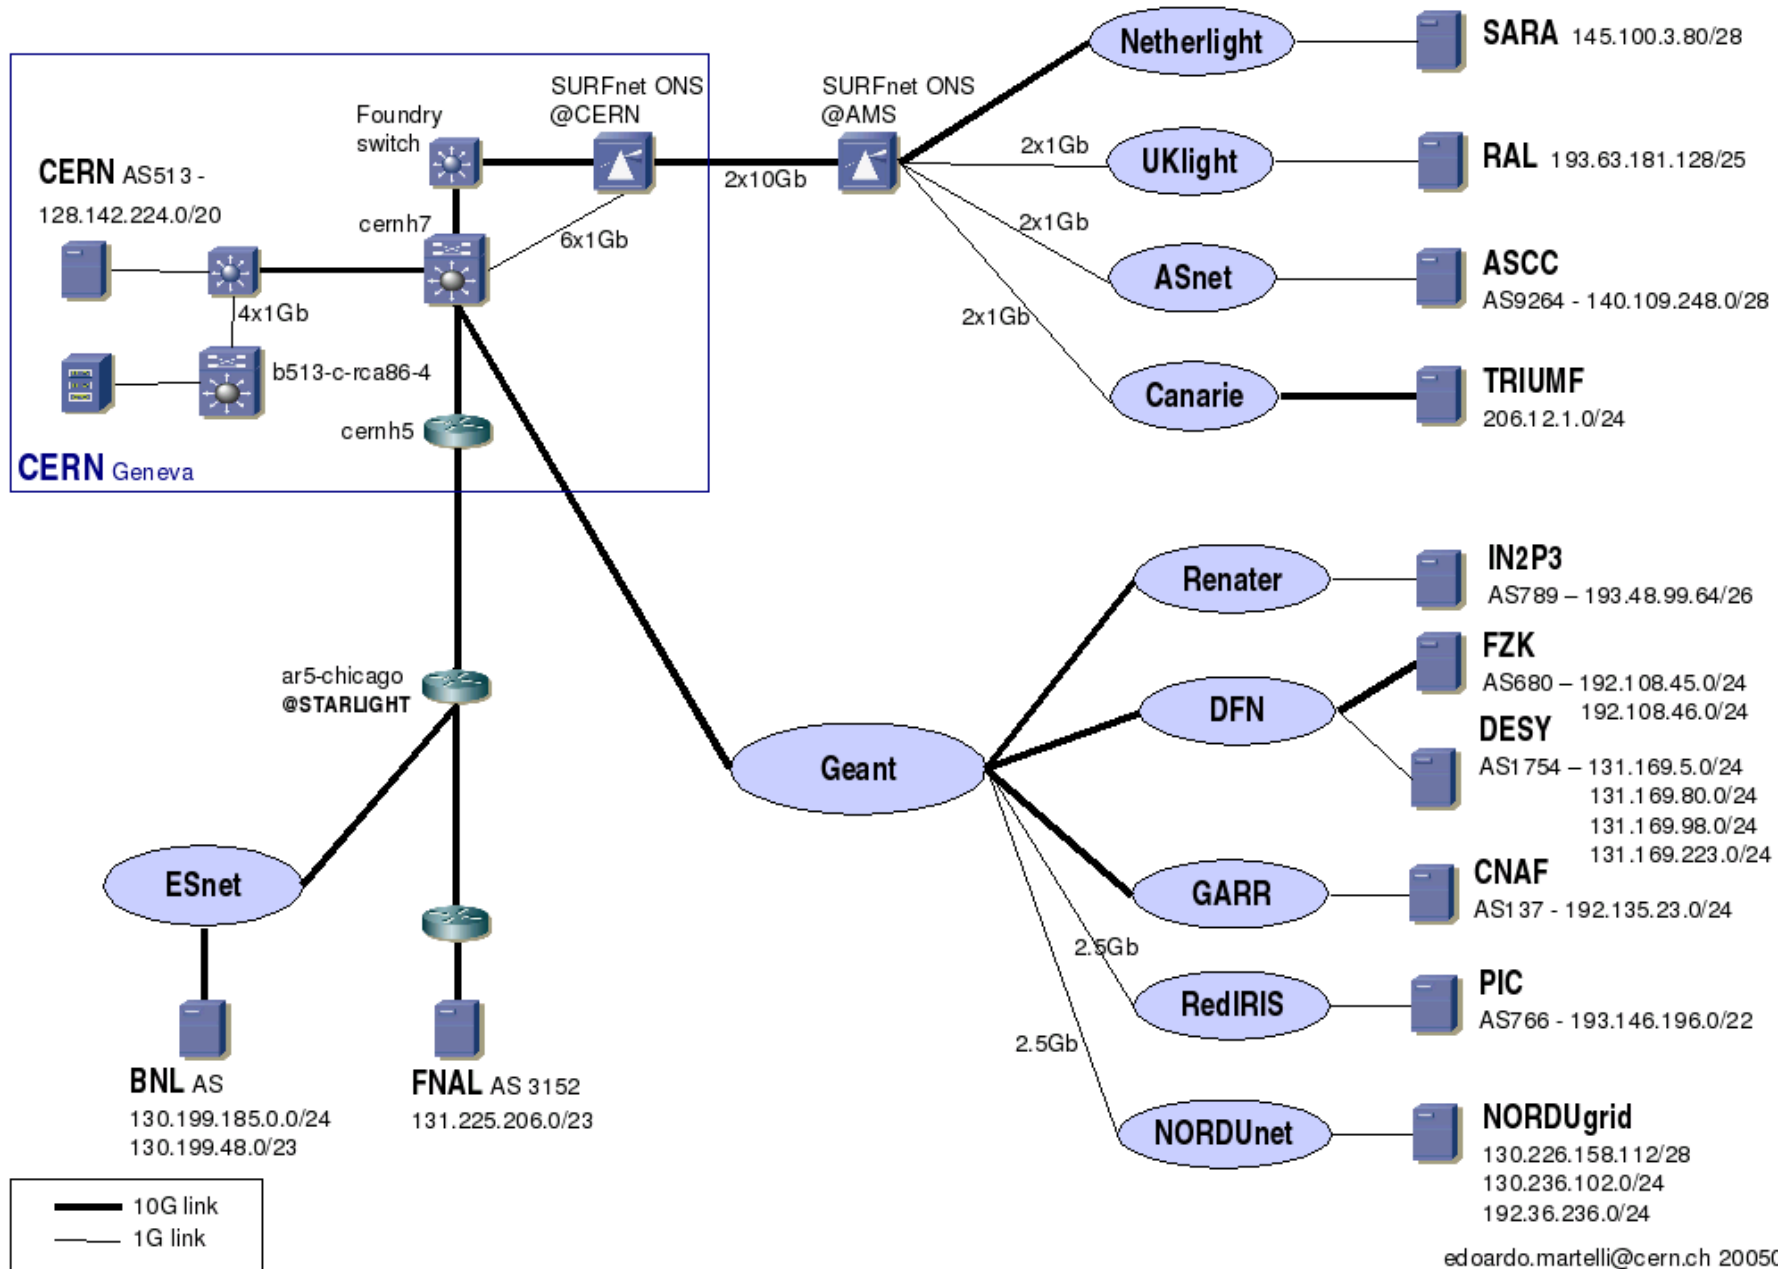 Netherlight
SARA 145.100.3.80/28
SURFnet ONS
@CERN
SURFnet ONS
@AMS
Foundry
switch
2x1Gb
UKlight
RAL 193.63.181.128/25
CERN AS513 -
128.142.224.0/20
2x10Gb
cernh7
6x1Gb
2x1Gb
ASnet
ASCC
AS9264 - 140.109.248.0/28
4x1Gb
2x1Gb
b513-c-rca86-4
Canarie
TRIUMF
206.12.1.0/24
cernh5
CERN Geneva
Renater
IN2P3
AS789 – 193.48.99.64/26
FZK
AS680 – 192.108.45.0/24
192.108.46.0/24
ar5-chicago
@STARLIGHT
DFN
DESY
AS1754 – 131.169.5.0/24
131.169.80.0/24
131.169.98.0/24
131.169.223.0/24
Geant
ESnet
GARR
CNAF
AS137 - 192.135.23.0/24
2.5Gb
RedIRIS
PIC
AS766 - 193.146.196.0/22
2.5Gb
BNL AS
130.199.185.0.0/24
130.199.48.0/23
FNAL AS 3152
131.225.206.0/23
NORDUnet
NORDUgrid
130.226.158.112/28
130.236.102.0/24
192.36.236.0/24
10G link
1G link
edoardo.martelli@cern.ch